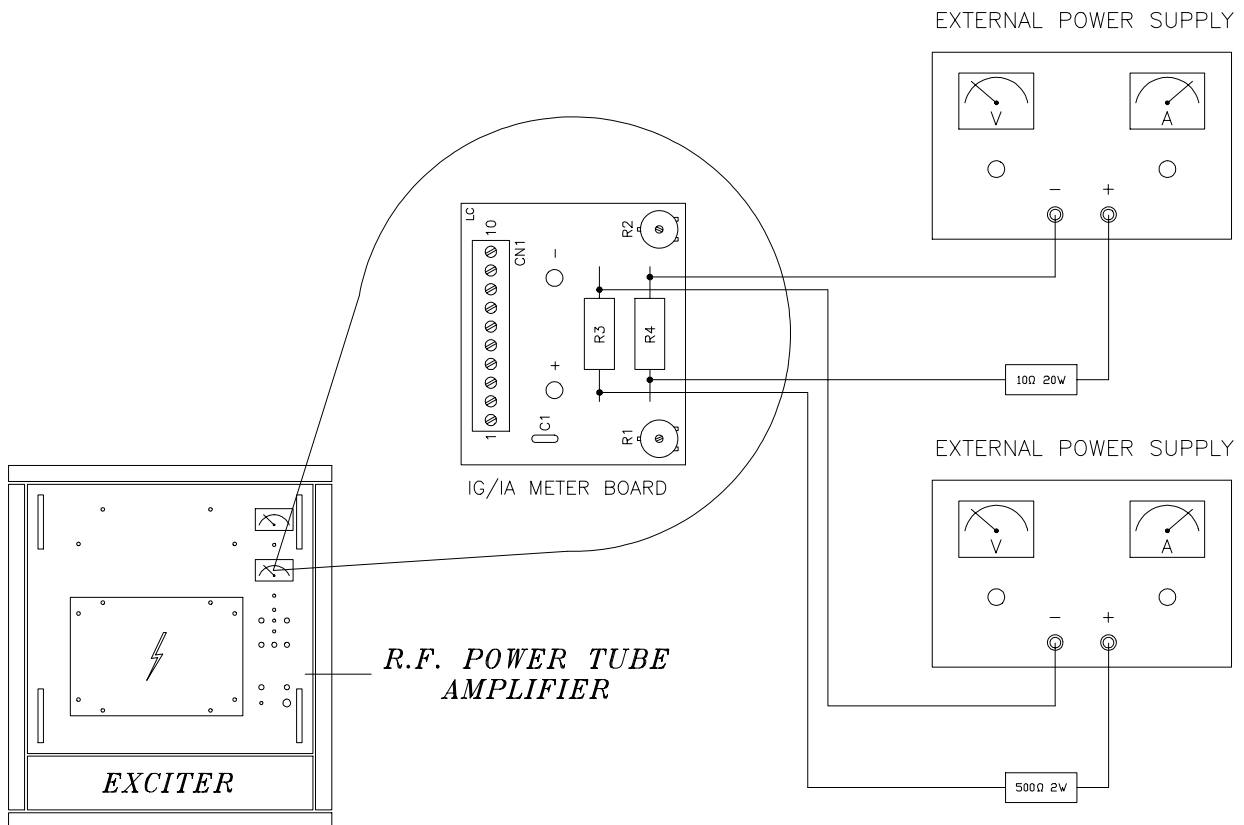 EXTERNAL POWER SUPPLY
V
A
-
+
LC
10
CN1
-
R2
R3
R4
+
10Ω 20W
C1
1
R1
IG/IA METER BOARD
EXTERNAL POWER SUPPLY
V
A
-
+
R.F. POWER TUBE
AMPLIFIER
EXCITER
500Ω 2W